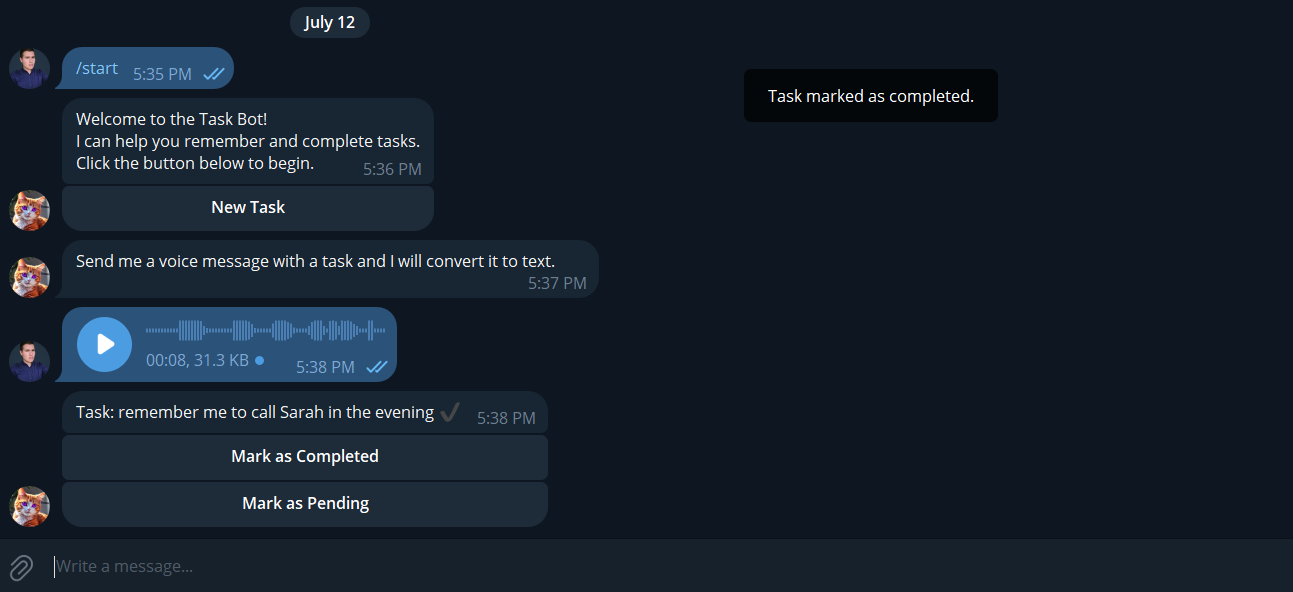 July 12
/start 5:35 PM
Task marked as completed.
Welcome to the Task Bot!
I can help you remember and complete tasks.
Click the button below to begin. 5:36 PM
New Task
Send me a voice message with a task and I will convert it to text.
5:37 PM
00:08, 31.3 KB 5:38 PM
Task: remember me to call Sarah in the evening ✔ 5:38 PM
Mark as Completed
Mark as Pending
Write a message...